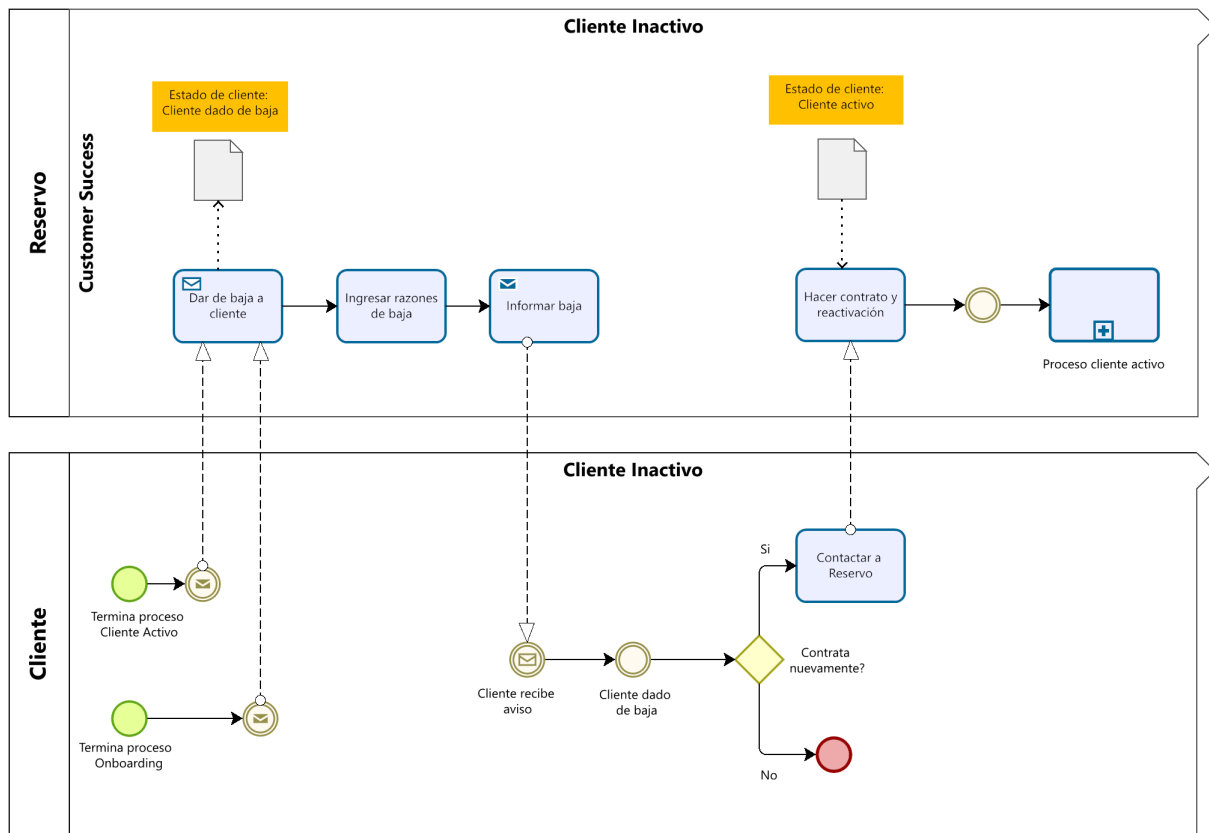 Cliente Inactivo
Reservo
Customer Success
Estado de cliente:
Cliente dado de baja
Estado de cliente:
Cliente activo
Dar de baja a
cliente
Ingresar razones
de baja
Informar baja
Hacer contrato y
reactivación
Proceso cliente activo
Cliente Inactivo
Cliente
Termina proceso
Cliente Activo
Termina proceso
Onboarding
Cliente recibe
aviso
Cliente dado
de baja
Contrata
nuevamente?
Si
Contactar a
Reservo
No